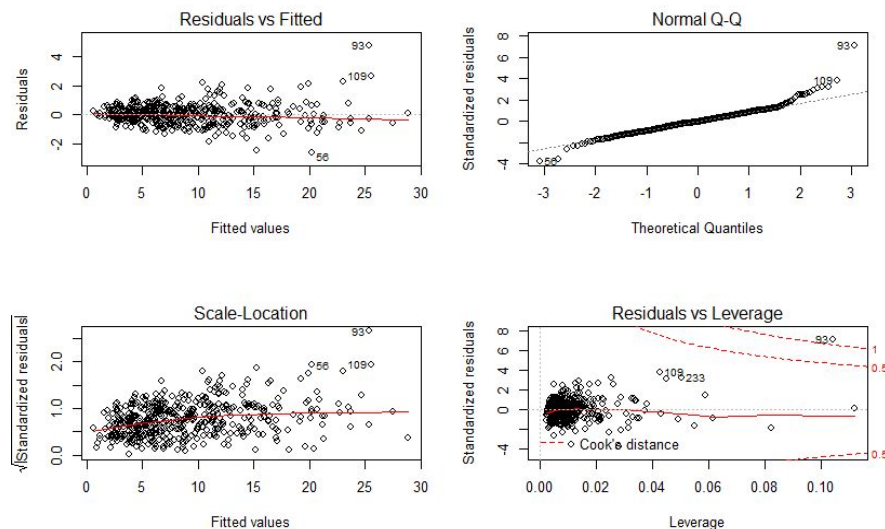 Residuals vs Fitted
Residuals
4
2
0
-2
93
109
56
0 5 10 15 20 25 30
Fitted values
Normal Q-Q
Standardized residuals
8
6
4
2
0
-4
93
109
56
-3 -2 -1 0 1 2 3
Theoretical Quantiles
Scale-Location
√|Standardized residuals|
2.0
1.0
0.0
93
56
109
0 5 10 15 20 25 30
Fitted values
Residuals vs Leverage
Standardized residuals
8
6
4
2
0
-4
93
109
233
1
0.5
0.5
Cook's distance
0.00 0.02 0.04 0.06 0.08 0.10
Leverage